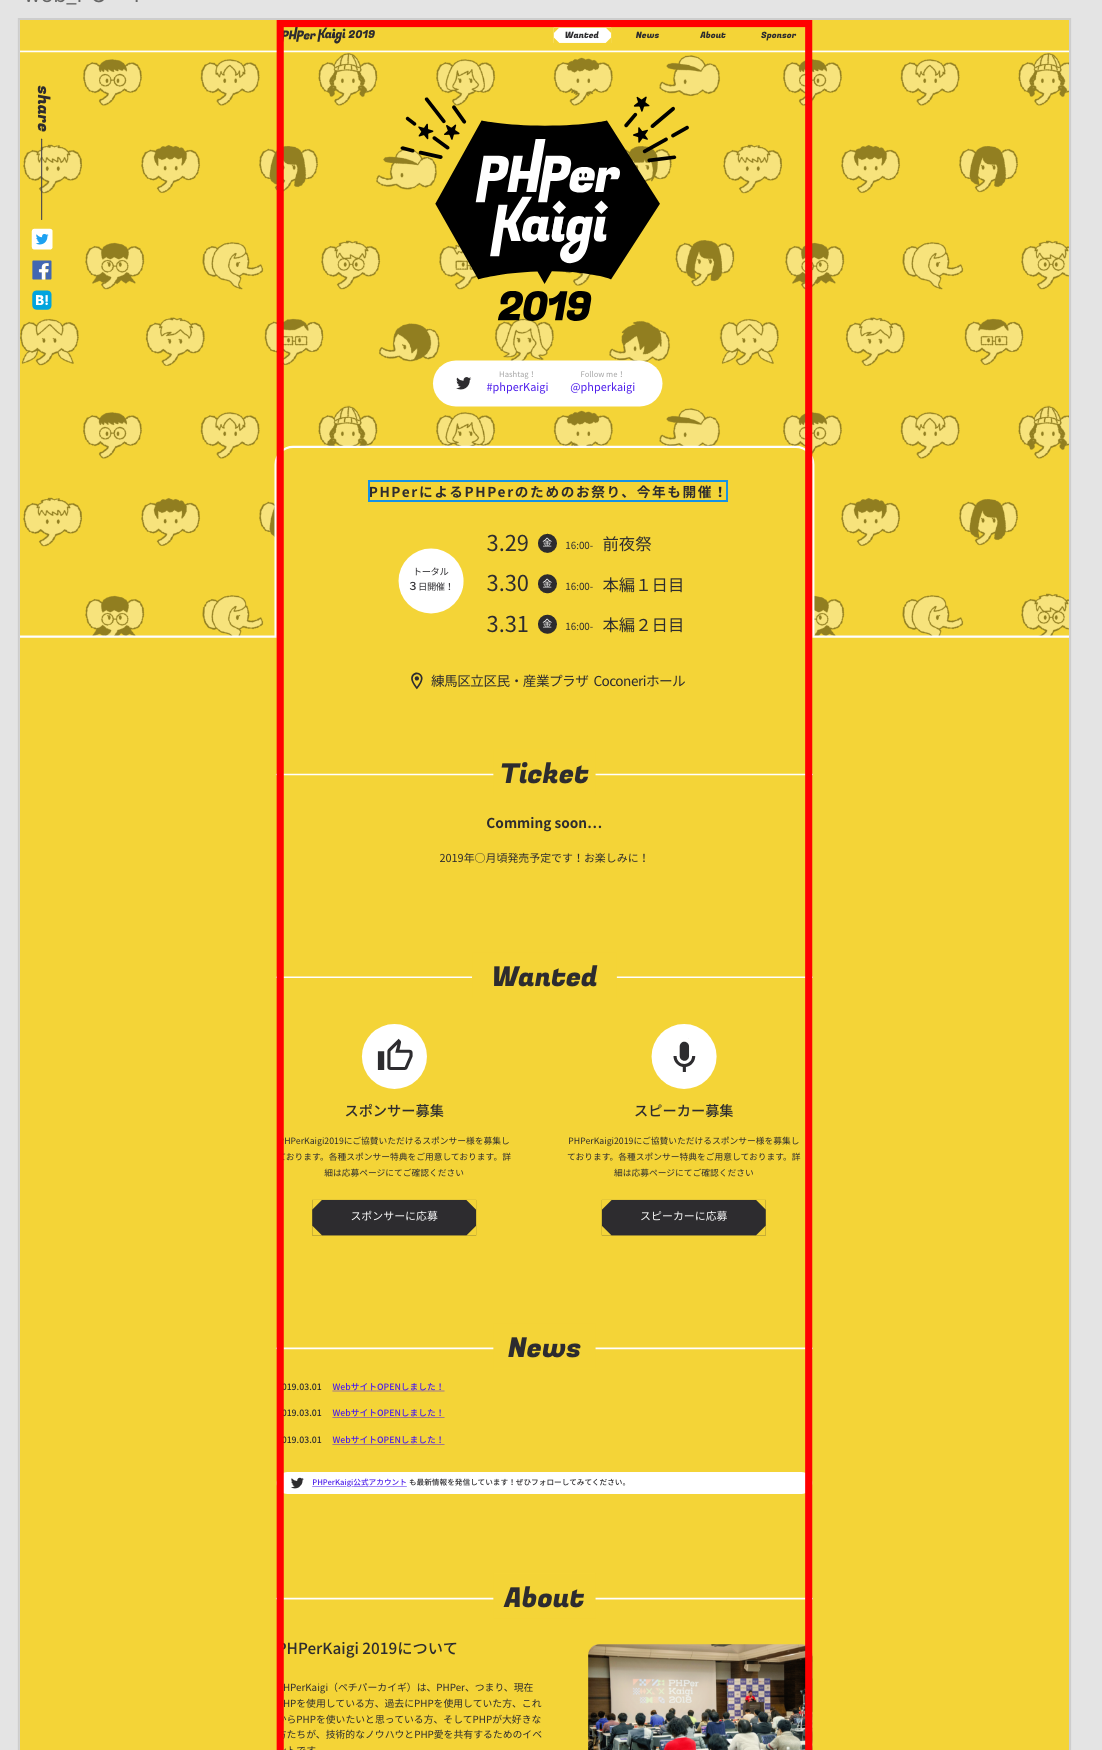 PHPer Kaigi 2019
Wanted
News
About
Sponsor
share
B!
PHPer
Kaigi
2019
Hashtag！
Follow me！
#phperKaigi
@phperkaigi
PHPerによるPHPerのためのお祭り、今年も開催！
トータル
３日開催！
3.29 金 16:00- 前夜祭
3.30 金 16:00- 本編１日目
3.31 金 16:00- 本編２日目
練馬区立区民・産業プラザ Coconeriホール
Ticket
Comming soon...
2019年〇月頃発売予定です！お楽しみに！
Wanted
スポンサー募集
HPerKaigi2019にご協賛いただけるスポンサー様を募集し
ております。各種スポンサー特典をご用意しております。詳
細は応募ページにてご確認ください
スポンサーに応募
スピーカー募集
PHPerKaigi2019にご協賛いただけるスポンサー様を募集し
ております。各種スポンサー特典をご用意しております。詳
細は応募ページにてご確認ください
スピーカーに応募
News
019.03.01 WebサイトOPENしました！
019.03.01 WebサイトOPENしました！
019.03.01 WebサイトOPENしました！
PHPerKaigi公式アカウント も最新情報を発信しています！ぜひフォローしてみてください。
About
PHPerKaigi 2019について
HPerKaigi（ペチパーカイギ）は、PHPer、つまり、現在
HPを使用している方、過去にPHPを使用していた方、これ
からPHPを使いたいと思っている方、そしてPHPが大好きな
方たちが、技術的なノウハウとPHP愛を共有するためのイベ
ントです
PHPer
Kaigi
2018